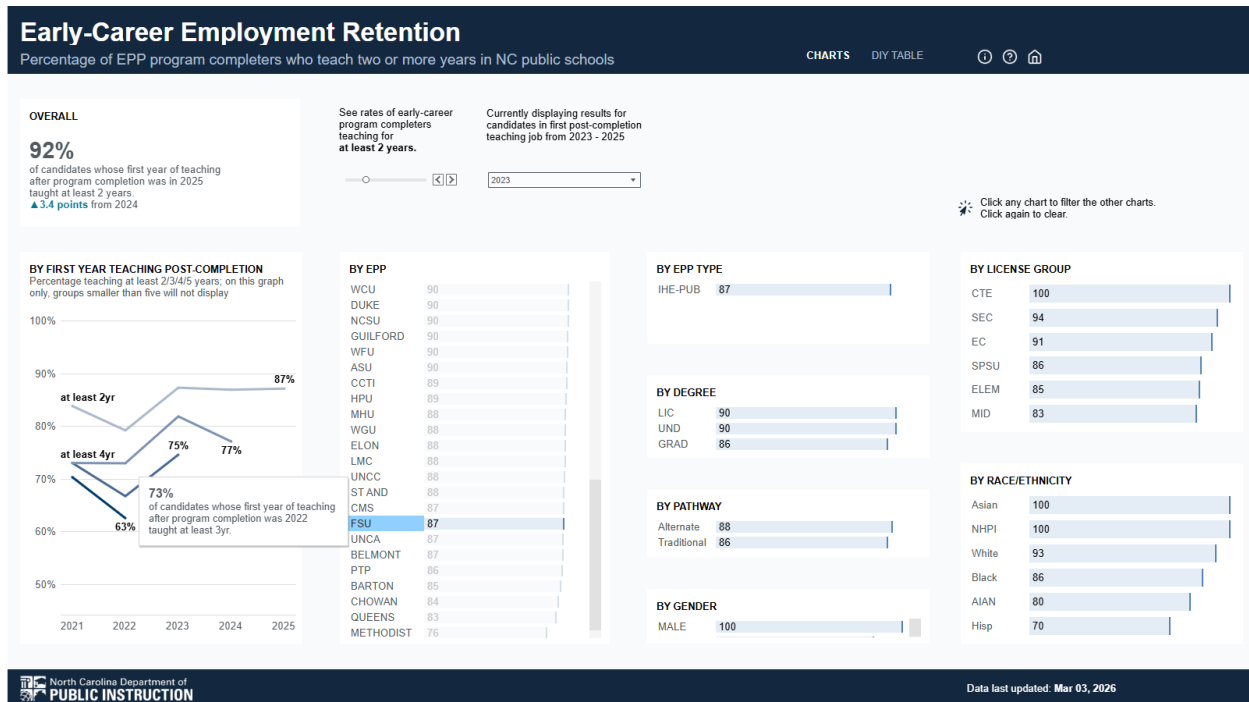 Early-Career Employment Retention
Percentage of EPP program completers who teach two or more years in NC public schools
CHARTS
DIY TABLE
OVERALL
92%
of candidates whose first year of teaching
after program completion was in 2025
taught at least 2 years.
▲3.4 points from 2024
See rates of early-career
program completers
teaching for
at least 2 years.
Currently displaying results for
candidates in first post-completion
teaching job from 2023 - 2025
2023
Click any chart to filter the other charts.
Click again to clear.
BY FIRST YEAR TEACHING POST-COMPLETION
Percentage teaching at least 2/3/4/5 years; on this graph
only, groups smaller than five will not display
100%
90%
80%
70%
60%
50%
at least 2yr
87%
at least 4yr
75%
77%
63%
73%
of candidates whose first year of teaching
after program completion was 2022
taught at least 3yr.
2021 2022 2023 2024 2025
BY EPP
WCU 90
DUKE 90
NCSU 90
GUILFORD 90
WFU 90
ASU 90
CCTI 89
HPU 89
MHU 88
WGU 88
ELON 88
LMC 88
UNCC 88
ST AND 88
CMS 87
FSU 87
UNCA 87
BELMONT 87
PTP 86
BARTON 85
CHOWAN 84
QUEENS 83
METHODIST 76
BY EPP TYPE
IHE-PUB 87
BY DEGREE
LIC 90
UND 90
GRAD 86
BY PATHWAY
Alternate 88
Traditional 86
BY GENDER
MALE 100
BY LICENSE GROUP
CTE 100
SEC 94
EC 91
SPSU 86
ELEM 85
MID 83
BY RACE/ETHNICITY
Asian 100
NHPI 100
White 93
Black 86
AIAN 80
Hisp 70
North Carolina Department of
PUBLIC INSTRUCTION
Data last updated: Mar 03, 2026